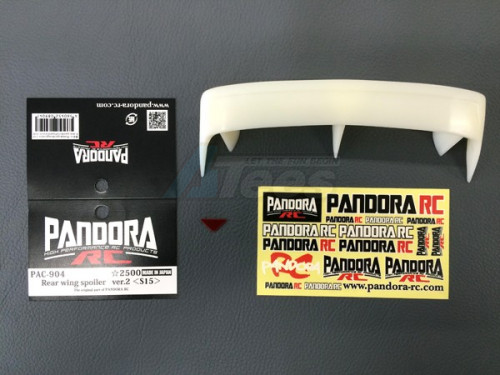 www.pandora-rc.com
PANDORA
RC
PANDORA
HIGH PERFORMANCE RC PRODUCTS
RC
PAC-904
☆2500 MADE IN JAPAN
Rear wing spoiler ver.2 <S15>
ATees
PANDORA RC
PANDORA RC
PANDORA RC
PANDORA RC
PANDORA RC
PANDORA RC
PANDORA RC
PANDORA RC
PANDORA RC
PANDORA
PANDORA
PANDORA RC
PANDORA RC
www.pandora-rc.com